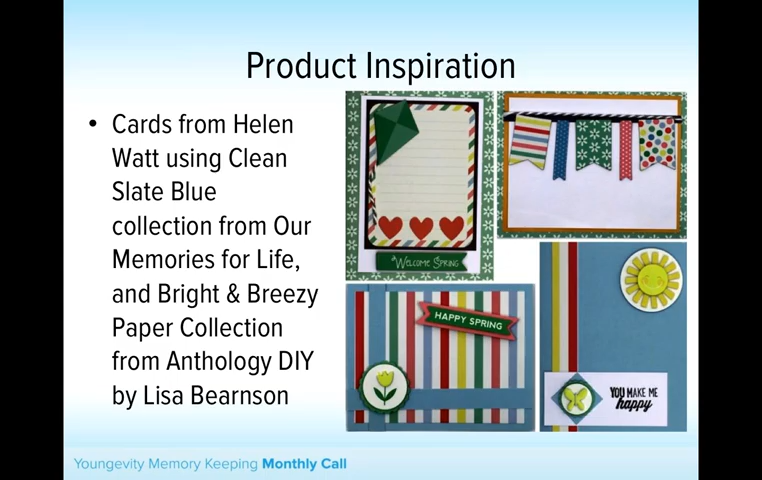 Product Inspiration
• Cards from Helen
Watt using Clean
Slate Blue
collection from Our
Memories for Life,
and Bright & Breezy
Paper Collection
from Anthology DIY
by Lisa Bearnson
WELCOME SPRING
HAPPY SPRING
YOU MAKE ME
happy
Youngevity Memory Keeping Monthly Call